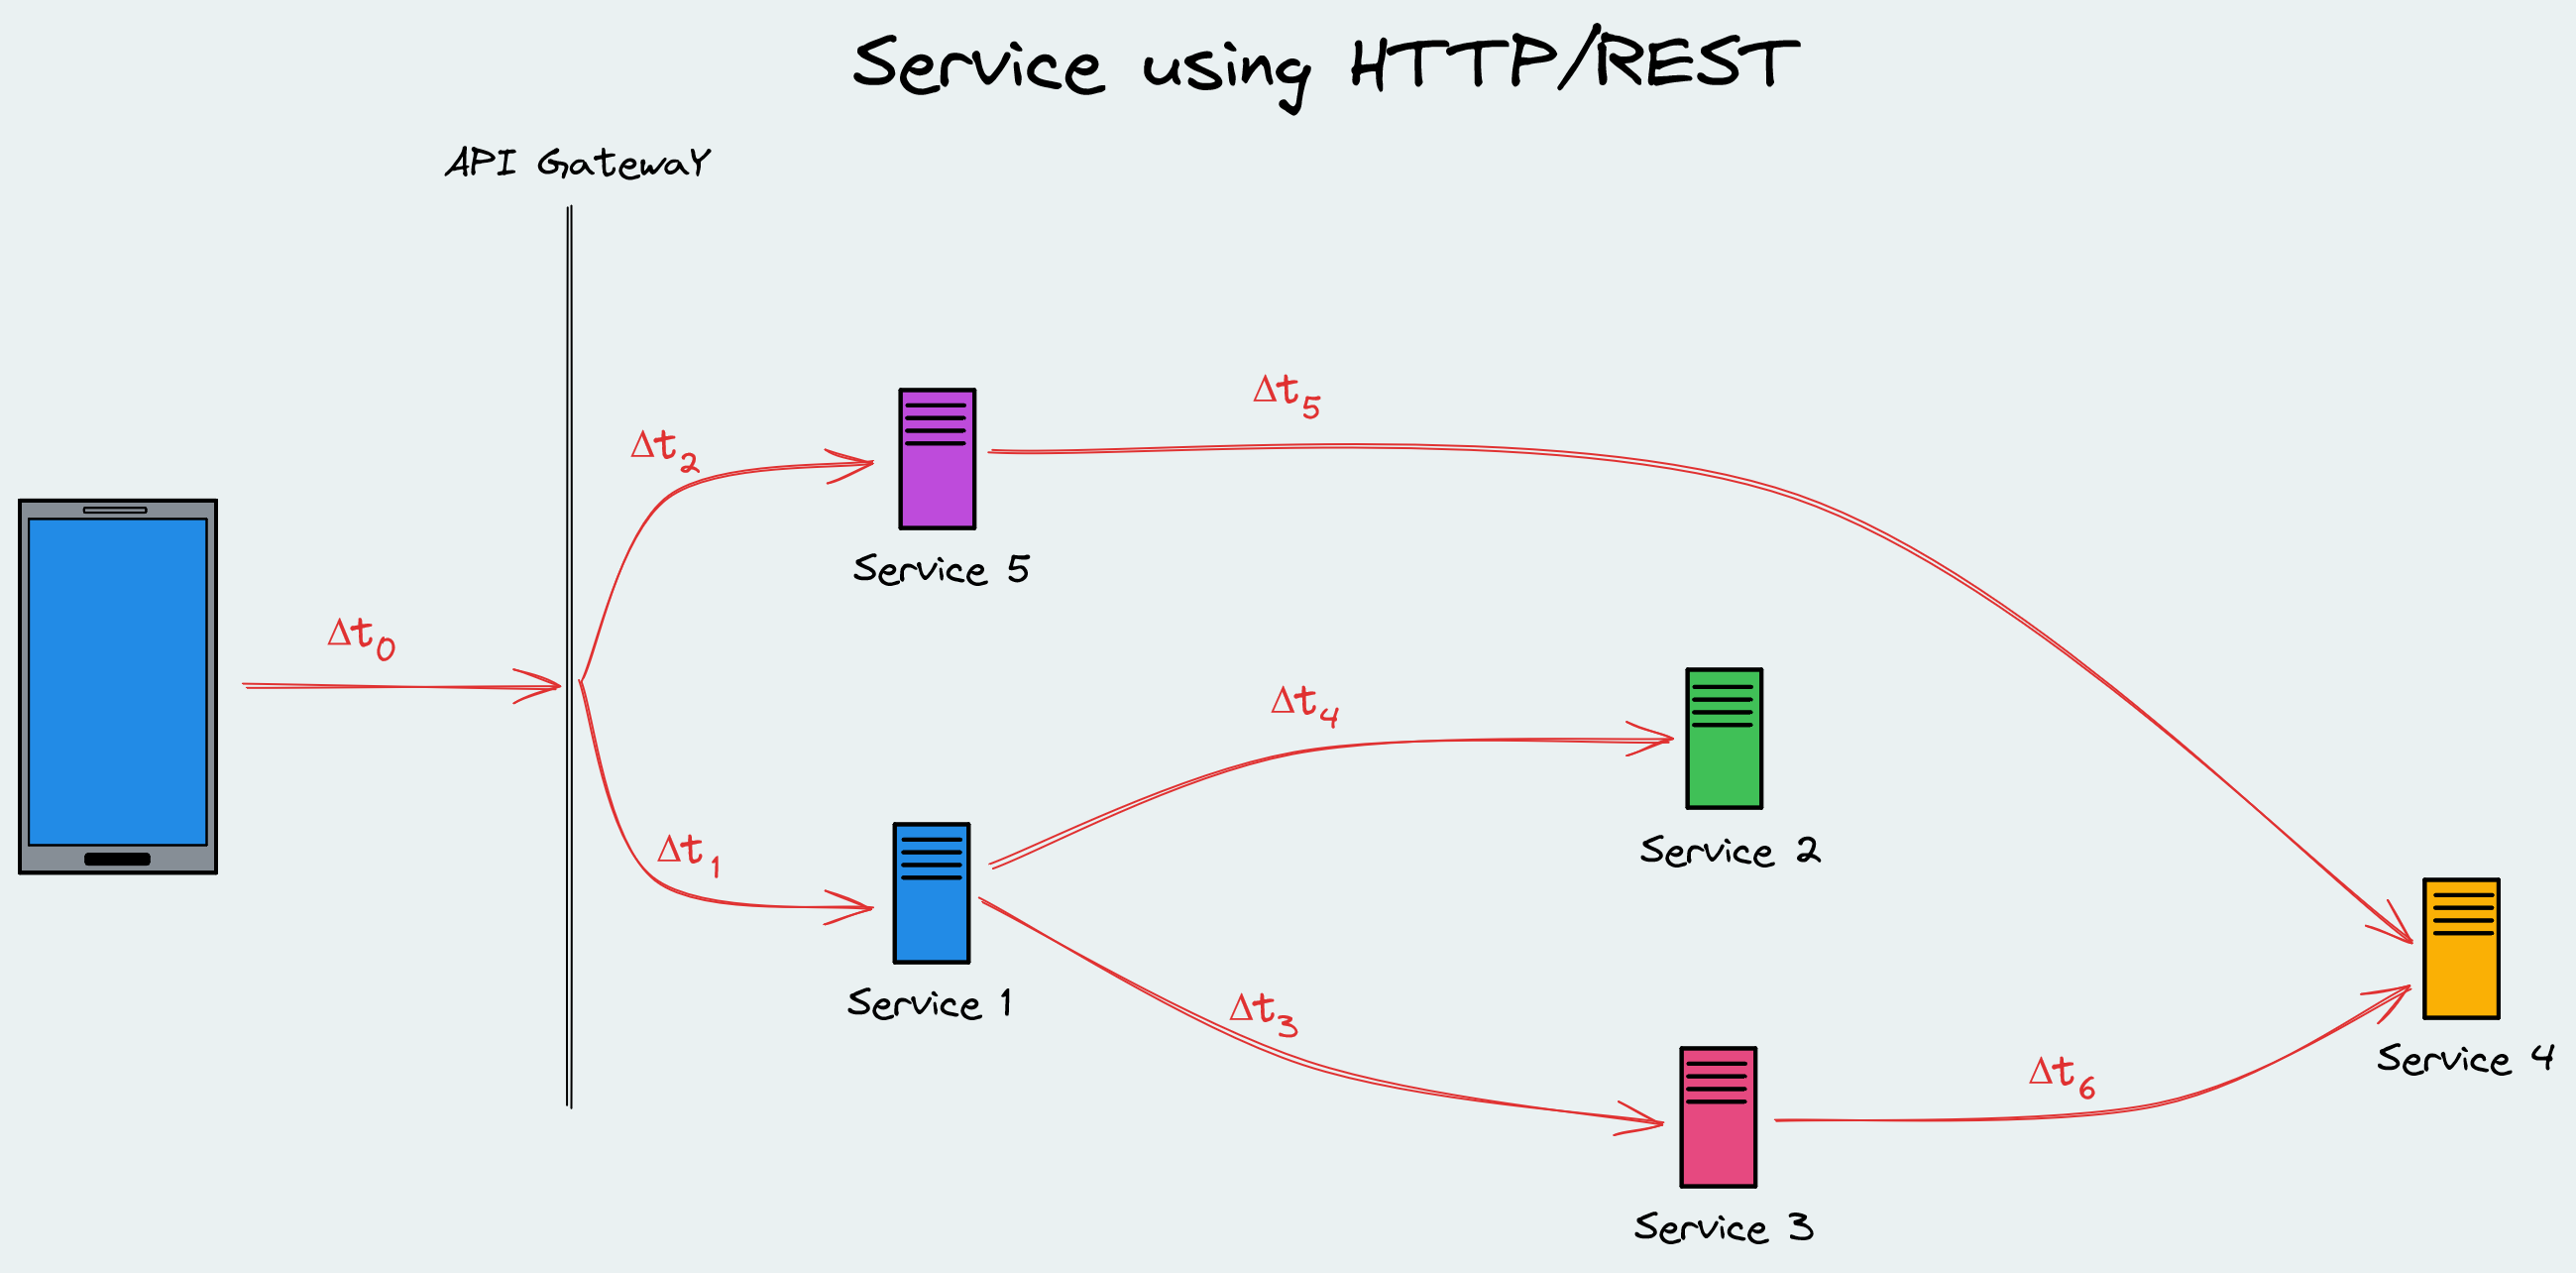 Service using HTTP/REST
API Gateway
Δt5
Δt2
Service 5
Δt0
Δt4
Δt1
Service 2
Service 1
Δt3
Service 4
Δt6
Service 3